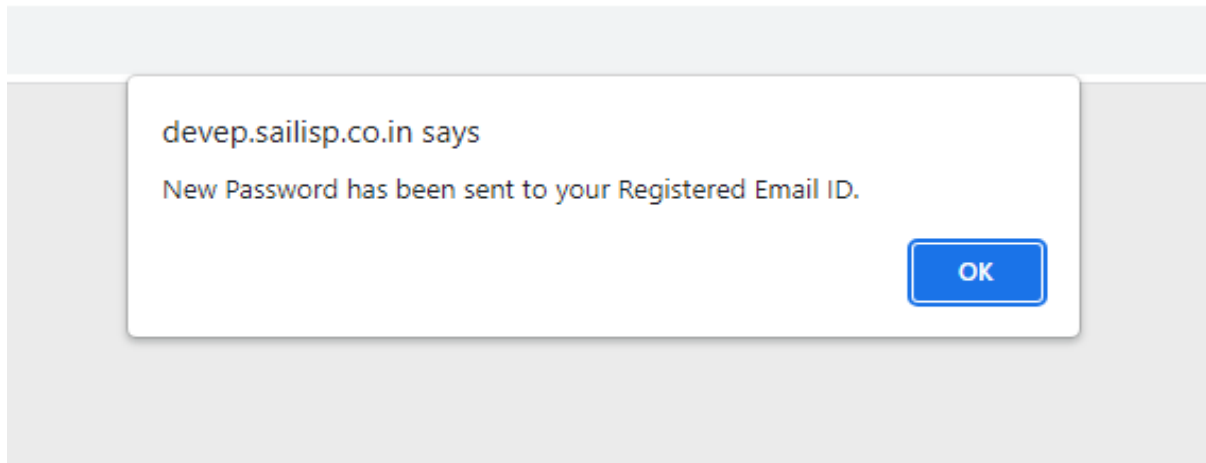 devep.sailisp.co.in says
New Password has been sent to your Registered Email ID.
OK